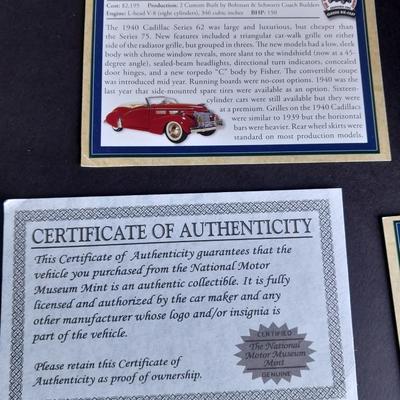 Cost: $2,195 Production: 2 Custom Built by Bohman & Schwartz Coach Builders
Engine: L-head V-8 (right cylinders), 346 cubic inches BHP: 150
The 1940 Cadillac Series 62 was large and luxurious, but cheaper than
the Series 75. New features included a triangular cat-walk grille on either
side of the radiator grille, but grouped in threes. The new models had a low, sleek
body with chrome window reveals, more slant to the windshield (now at a 45-
degree angle), sealed-beam headlights, directional turn indicators, concealed
door hinges, and a new torpedo "C" body by Fisher. The convertible coupe
was introduced mid year. Running boards were no-cost options. 1940 was the
last year that side-mounted spare tires were available as an option. Sixteen-
cylinder cars were still available but they were
at a premium. Grilles on the 1940 Cadillacs
were similar to 1939 but the horizontal
bars were heavier. Rear wheel skirts were
standard on most production models.
CERTIFICATE OF AUTHENTICITY
This Certificate of Authenticity guarantees that the
vehicle you purchased from the National Motor
Museum Mint is an authentic collectible. It is fully
licensed and authorized by the car maker and any
other manufacturer whose logo and/or insignia is
part of the vehicle.
Please retain this Certificate of
Authenticity as proof of ownership.
CERTIFIED
The National
Motor Museum
Mint
GENUINE